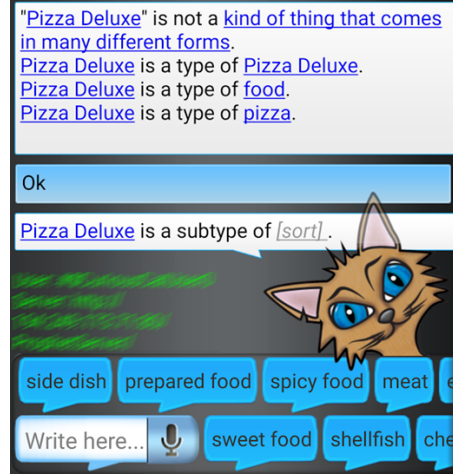 "Pizza Deluxe" is not a kind of thing that comes
in many different forms.
Pizza Deluxe is a type of Pizza Deluxe.
Pizza Deluxe is a type of food.
Pizza Deluxe is a type of pizza.
Ok
Pizza Deluxe is a subtype of [sort] .
side dish prepared food spicy food meat
Write here... sweet food shellfish